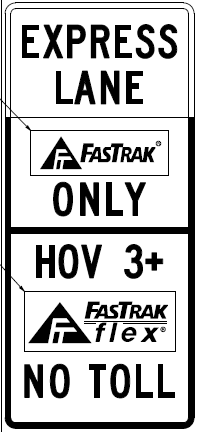 EXPRESS
LANE
FASTRAK®
ONLY
HOV 3+
FASTRAK
flex®
NO TOLL